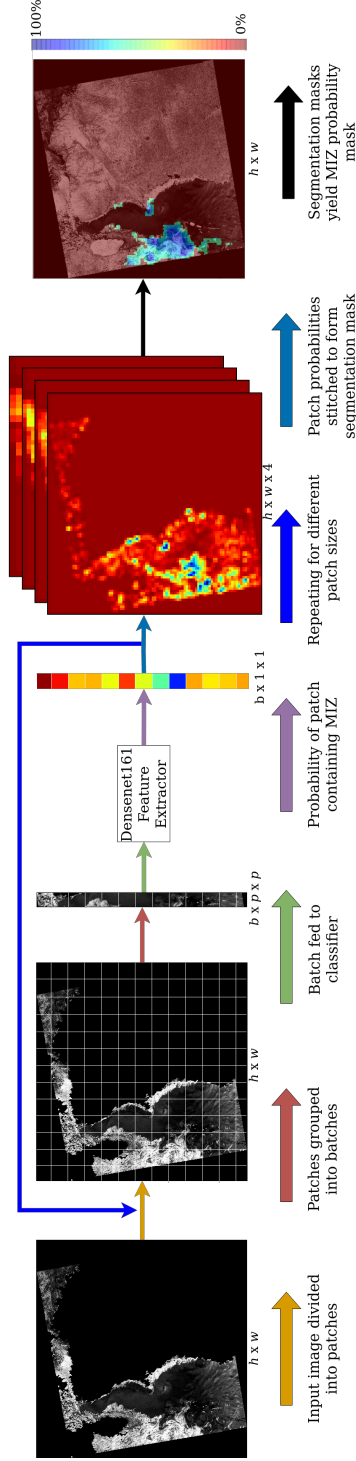 h x w
h x w
b x p x p
Densenet161
Feature
Extractor
b x 1 x 1
h x w x 4
h x w
100%
0%
Input image divided
into patches
Patches grouped
into batches
Batch fed to
classifier
Probability of patch
containing MIZ
Repeating for different
patch sizes
Patch probabilities
stitched to form
segmentation mask
Segmentation masks
yield MIZ probability
mask